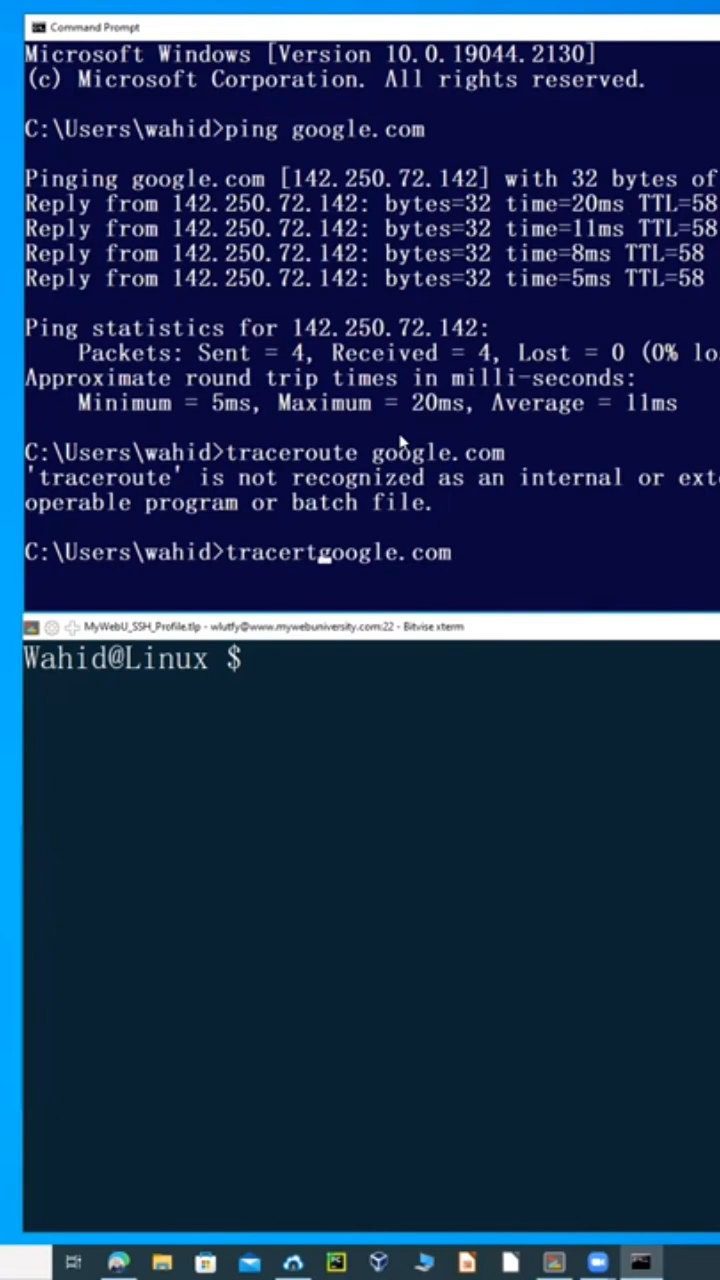 Command Prompt
Microsoft Windows [Version 10.0.19044.2130]
(c) Microsoft Corporation. All rights reserved.
C:\Users\wahid>ping google.com
Pinging google.com [142.250.72.142] with 32 bytes of
Reply from 142.250.72.142: bytes=32 time=20ms TTL=58
Reply from 142.250.72.142: bytes=32 time=11ms TTL=58
Reply from 142.250.72.142: bytes=32 time=8ms TTL=58
Reply from 142.250.72.142: bytes=32 time=5ms TTL=58
Ping statistics for 142.250.72.142:
Packets: Sent = 4, Received = 4, Lost = 0 (0% lo
Approximate round trip times in milli-seconds:
Minimum = 5ms, Maximum = 20ms, Average = 11ms
C:\Users\wahid>traceroute google.com
'traceroute' is not recognized as an internal or ext
operable program or batch file.
C:\Users\wahid>tracertgoogle.com
MyWebU_SSH_Profile.tlp - wlutfy@www.mywebuniversity.com:22 - Bitvise xterm
Wahid@Linux $